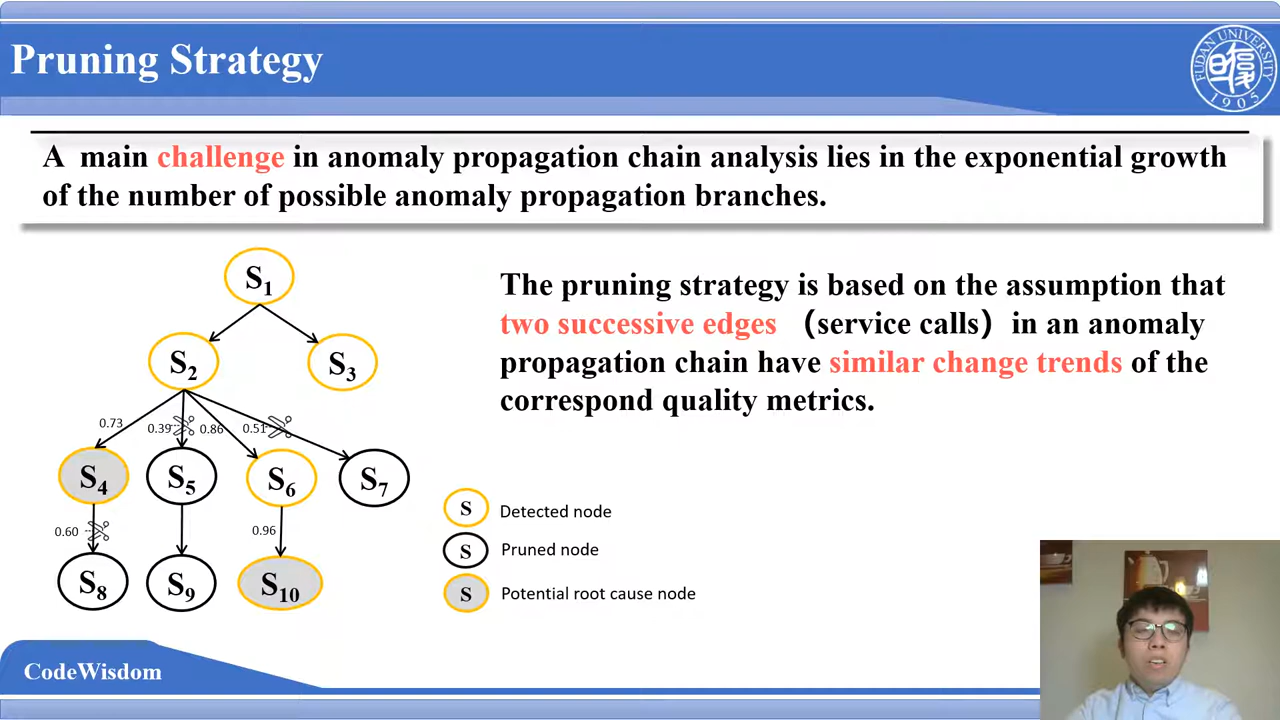 Pruning Strategy
FUDAN UNIVERSITY
1905
A main challenge in anomaly propagation chain analysis lies in the exponential growth
of the number of possible anomaly propagation branches.
S1
S2
S3
The pruning strategy is based on the assumption that
two successive edges （service calls）in an anomaly
propagation chain have similar change trends of the
correspond quality metrics.
0.73
0.39
0.86
0.51
S4
S5
S6
S7
0.60
0.96
S8
S9
S10
S Detected node
S Pruned node
S Potential root cause node
CodeWisdom